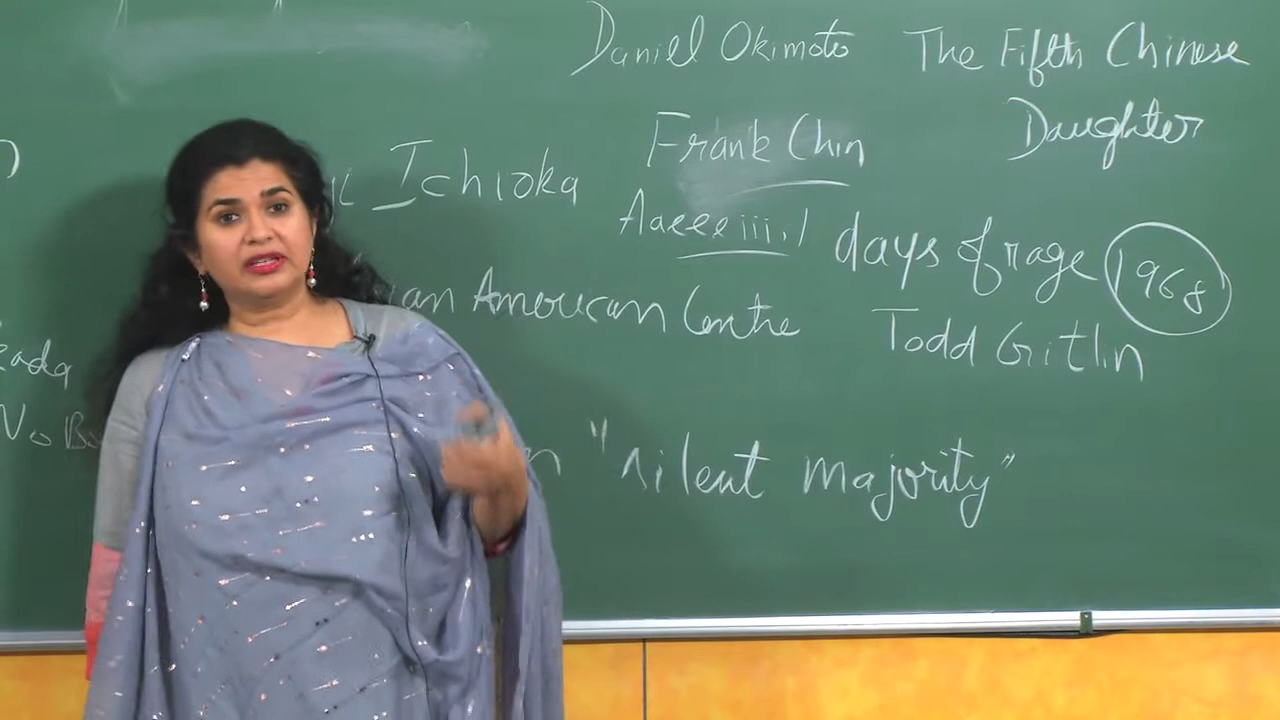 Daniel Okimoto The Fifth Chinese
Daughter
Frank Chin
Ichioka
Aaeeeiii.!
days of rage 1968
an American Centre
Todd Gitlin
"silent majority"